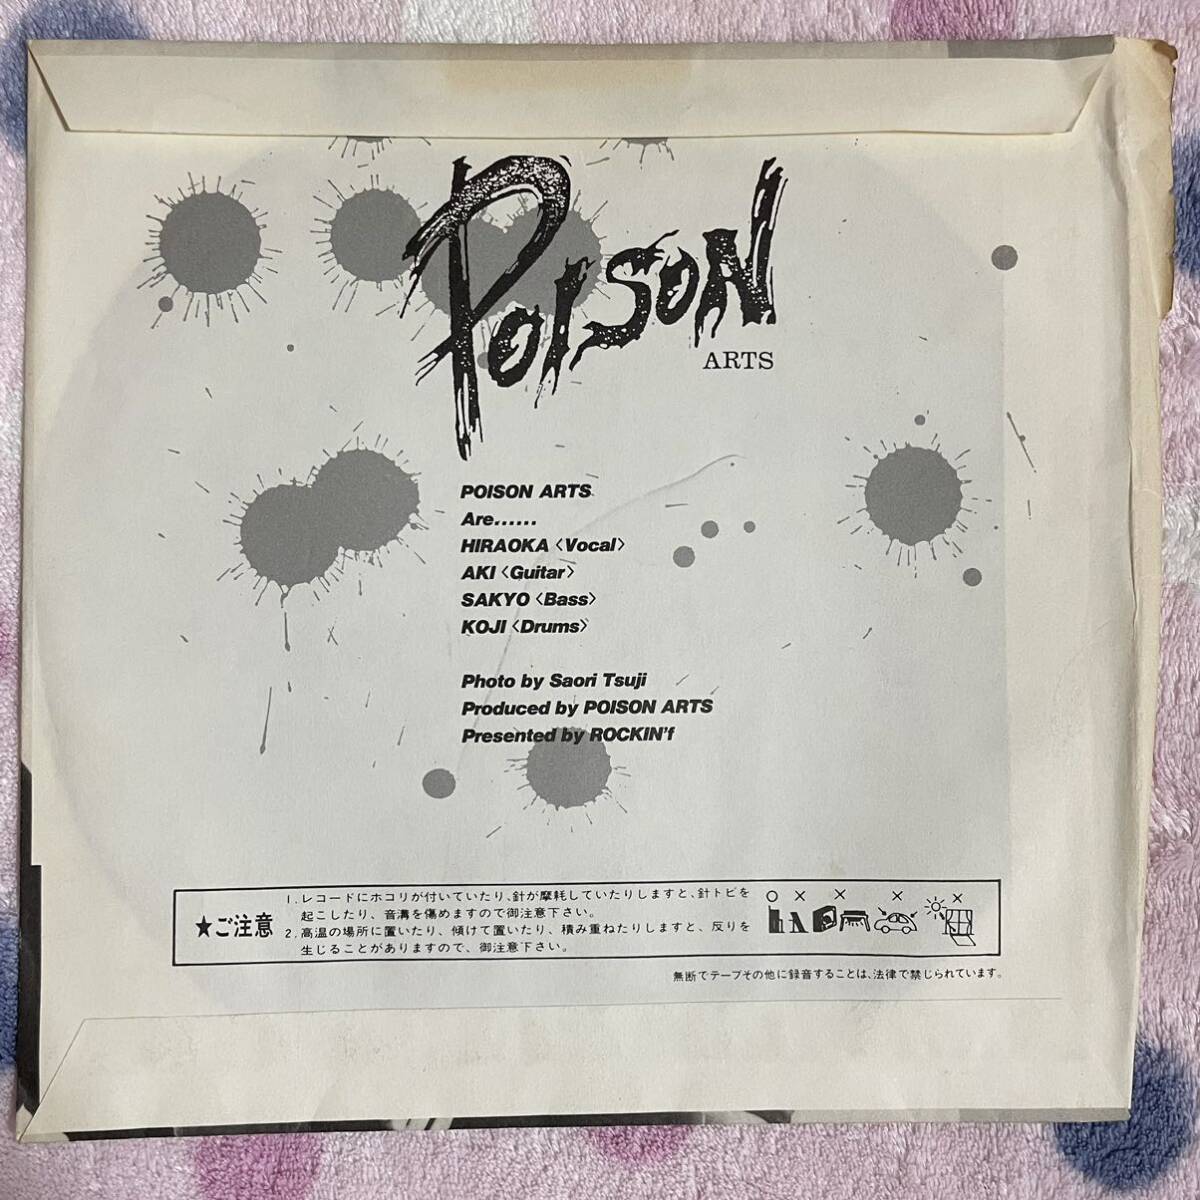 POISON
ARTS
POISON ARTS
Are......
HIRAOKA〈Vocal〉
AKI〈Guitar〉
SAKYO〈Bass〉
KOJI〈Drums〉
Photo by Saori Tsuji
Produced by POISON ARTS
Presented by ROCKIN'f
★ご注意
1. レコードにホコリが付いていたり、針が摩耗していたりしますと、針トビを
起こしたり、音溝を傷めますので御注意下さい。
2. 高温の場所に置いたり、傾けて置いたり、積み重ねたりしますと、反りを
生じることがありますので、御注意下さい。
○ × × × ×
無断でテープその他に録音することは、法律で禁じられています。